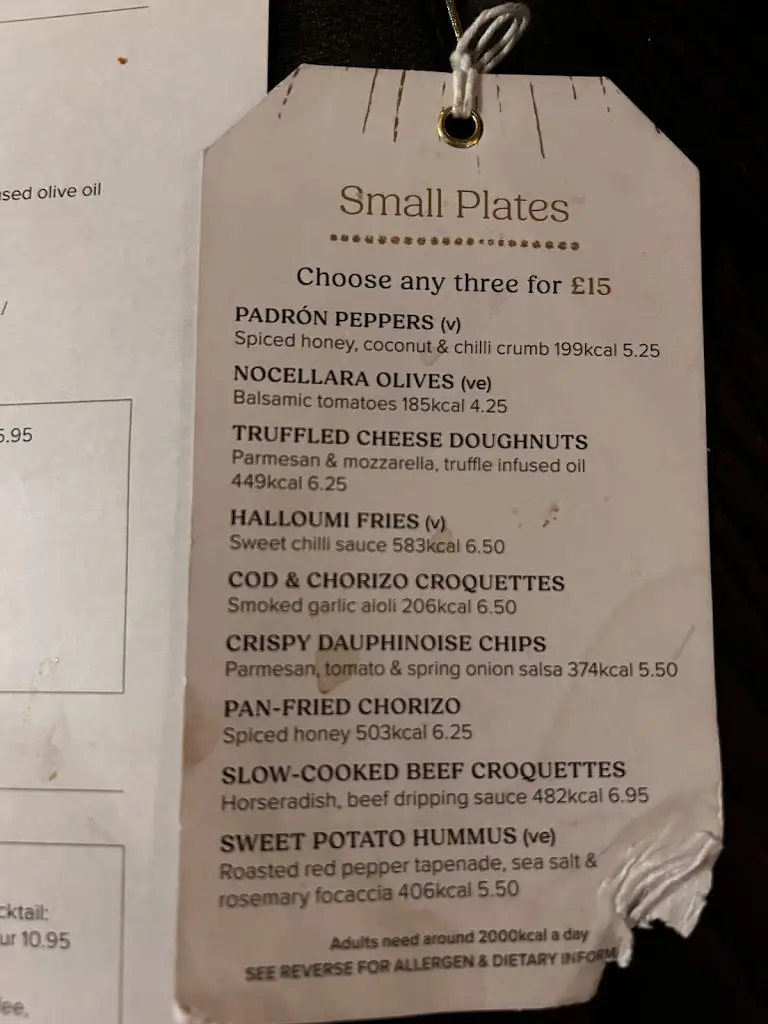 sed olive oil
/
5.95
cktail:
ur 10.95
ee,
Small Plates
Choose any three for £15
PADRÓN PEPPERS (v)
Spiced honey, coconut & chilli crumb 199kcal 5.25
NOCELLARA OLIVES (ve)
Balsamic tomatoes 185kcal 4.25
TRUFFLED CHEESE DOUGHNUTS
Parmesan & mozzarella, truffle infused oil
449kcal 6.25
HALLOUMI FRIES (v)
Sweet chilli sauce 583kcal 6.50
COD & CHORIZO CROQUETTES
Smoked garlic aioli 206kcal 6.50
CRISPY DAUPHINOISE CHIPS
Parmesan, tomato & spring onion salsa 374kcal 5.50
PAN-FRIED CHORIZO
Spiced honey 503kcal 6.25
SLOW-COOKED BEEF CROQUETTES
Horseradish, beef dripping sauce 482kcal 6.95
SWEET POTATO HUMMUS (ve)
Roasted red pepper tapenade, sea salt &
rosemary focaccia 406kcal 5.50
Adults need around 2000kcal a day
SEE REVERSE FOR ALLERGEN & DIETARY INFORM